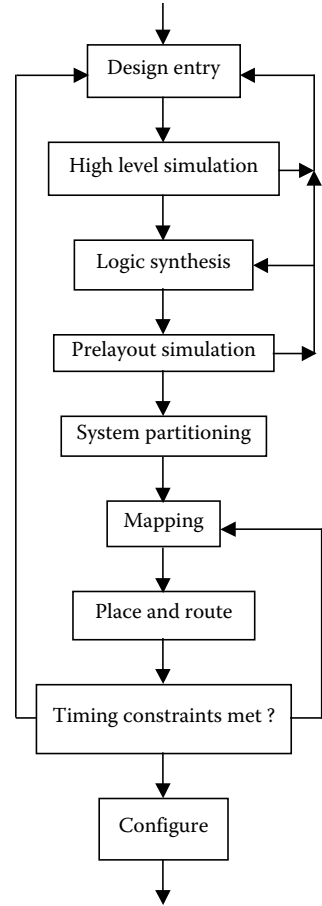 Design entry
High level simulation
Logic synthesis
Prelayout simulation
System partitioning
Mapping
Place and route
Timing constraints met ?
Configure